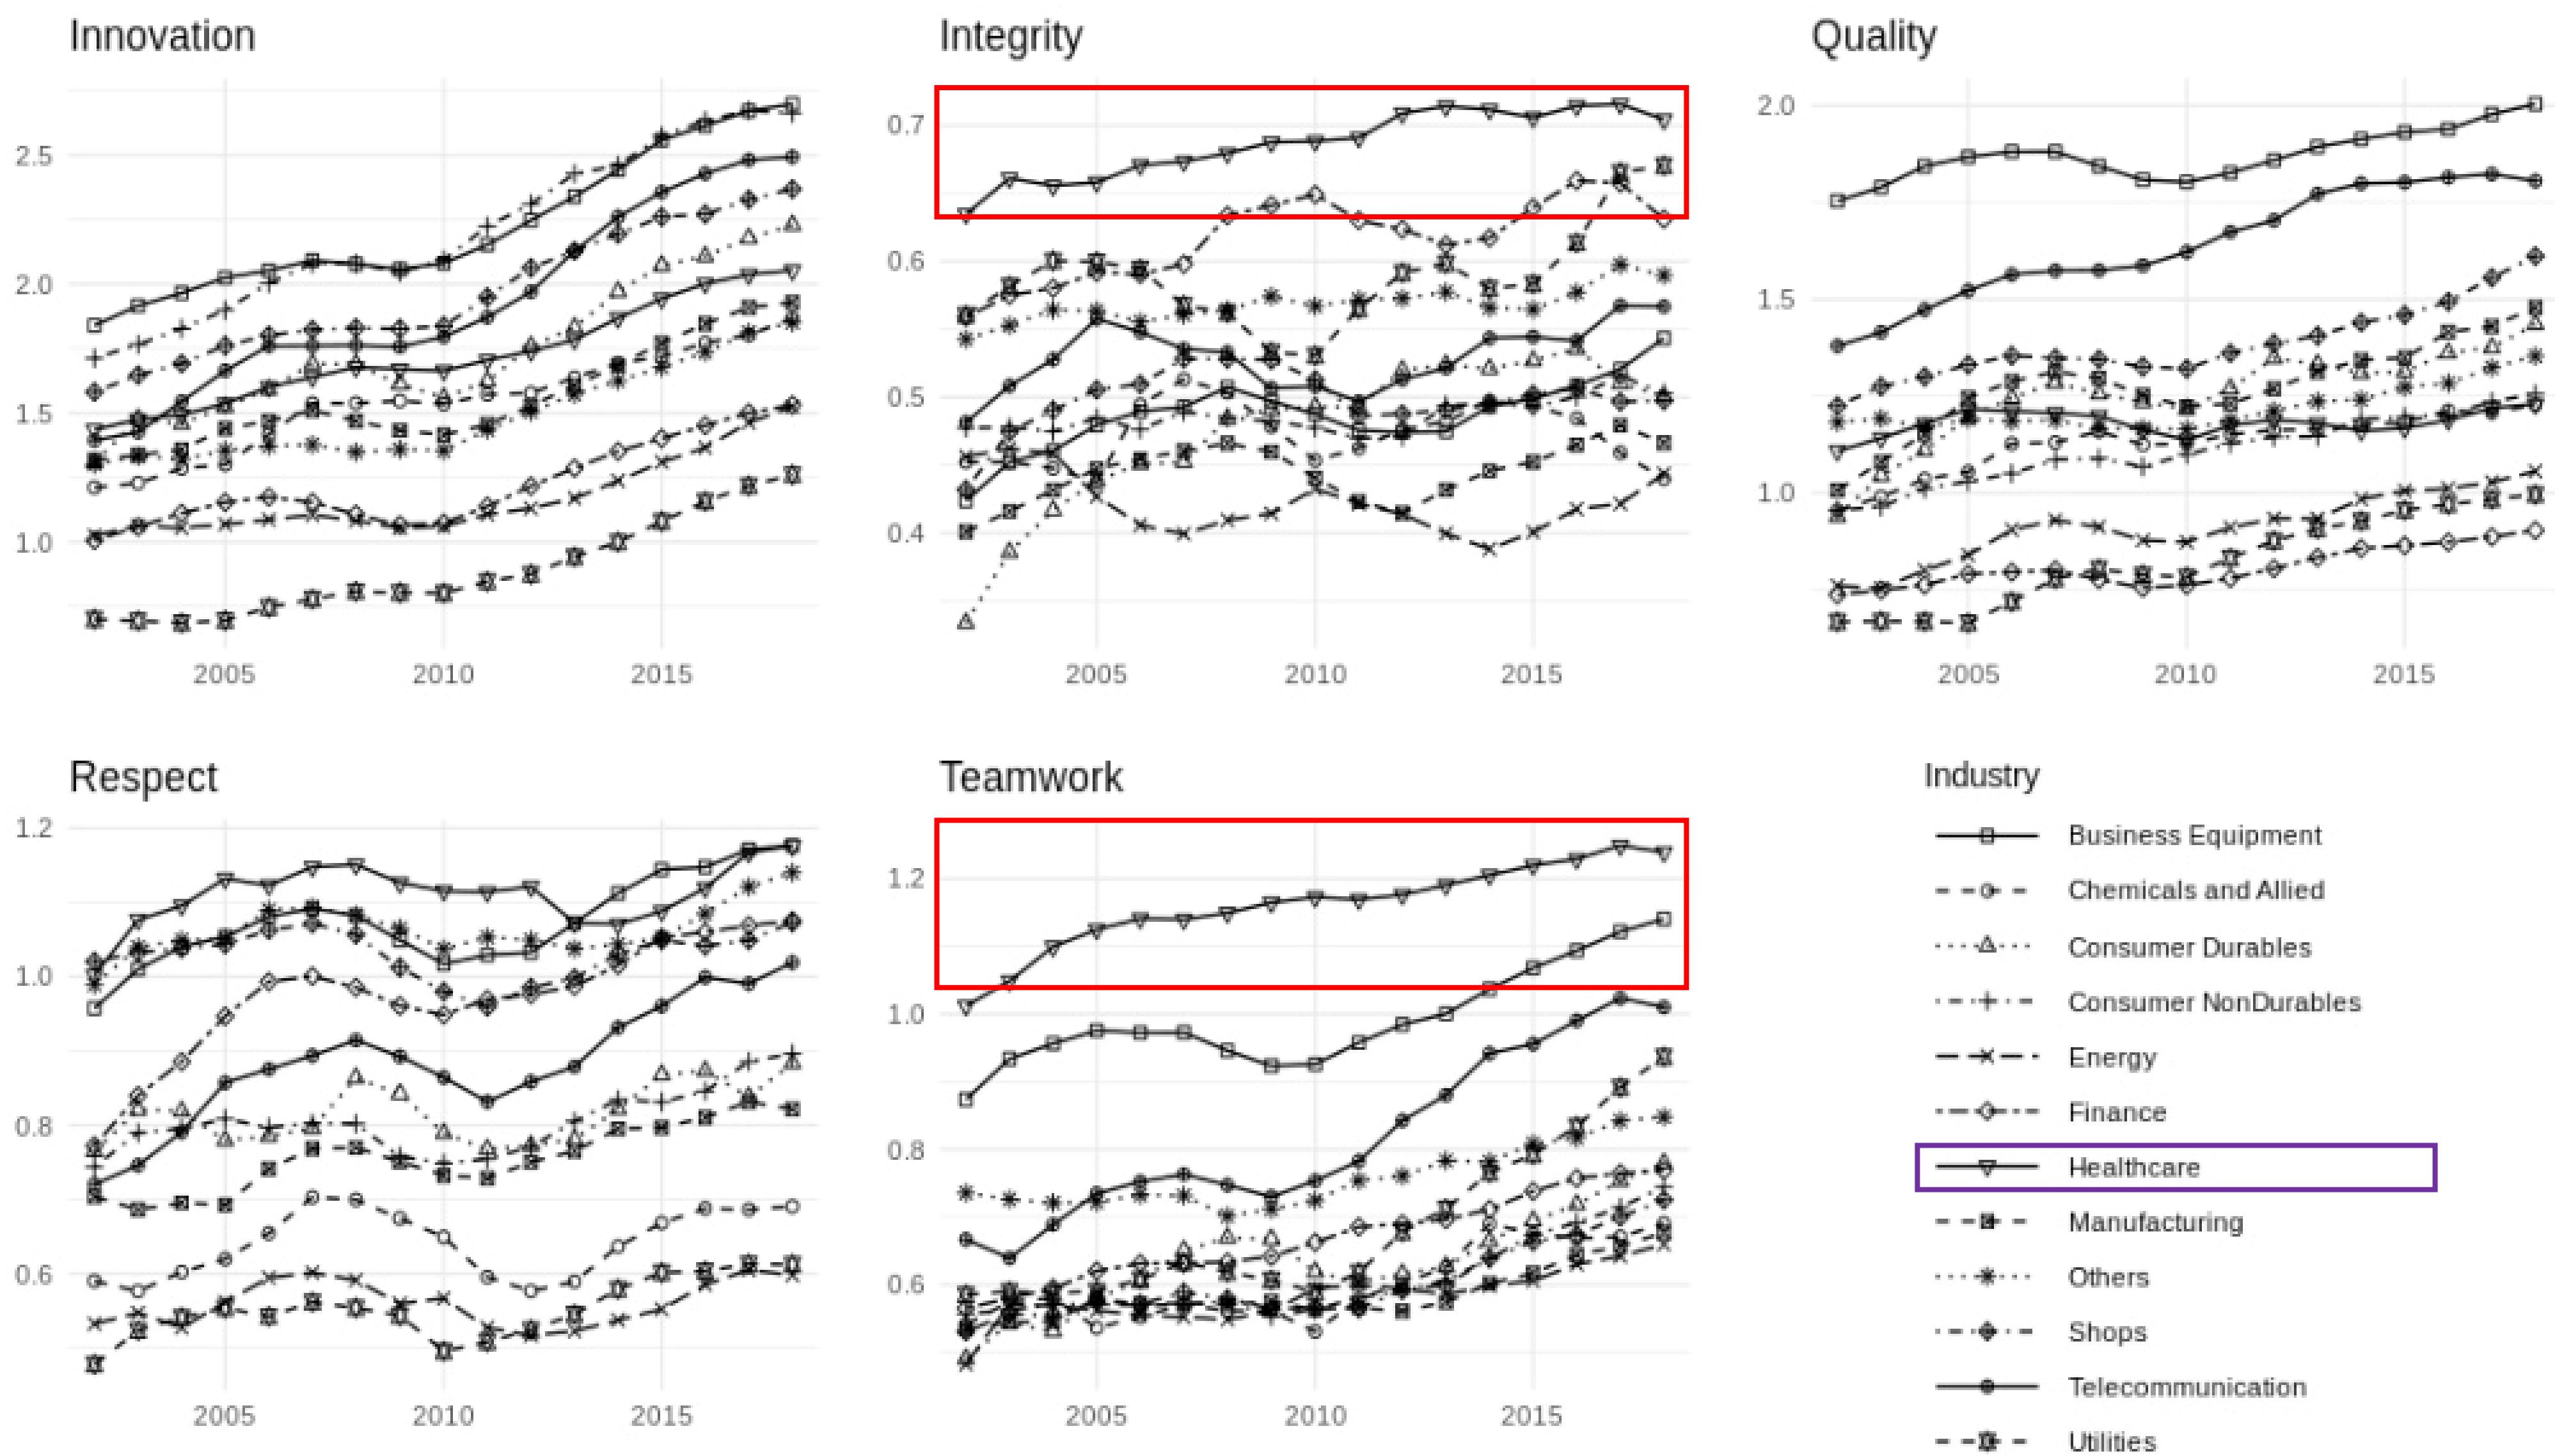 Innovation
2.5
2.0
1.5
1.0
2005 2010 2015
Integrity
0.7
0.6
0.5
0.4
2005 2010 2015
Quality
2.0
1.5
1.0
2005 2010 2015
Respect
1.2
1.0
0.8
0.6
2005 2010 2015
Teamwork
1.2
1.0
0.8
0.6
2005 2010 2015
Industry
Business Equipment
Chemicals and Allied
Consumer Durables
Consumer NonDurables
Energy
Finance
Healthcare
Manufacturing
Others
Shops
Telecommunication
Utilities